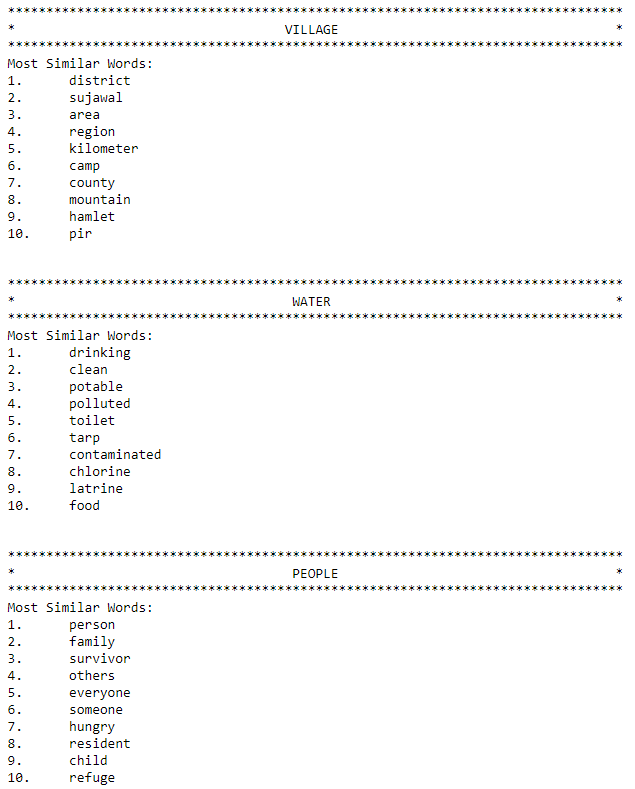 ********************************************************************************
* VILLAGE *
********************************************************************************
Most Similar Words:
1. district
2. sujawal
3. area
4. region
5. kilometer
6. camp
7. county
8. mountain
9. hamlet
10. pir
********************************************************************************
* WATER *
********************************************************************************
Most Similar Words:
1. drinking
2. clean
3. potable
4. polluted
5. toilet
6. tarp
7. contaminated
8. chlorine
9. latrine
10. food
********************************************************************************
* PEOPLE *
********************************************************************************
Most Similar Words:
1. person
2. family
3. survivor
4. others
5. everyone
6. someone
7. hungry
8. resident
9. child
10. refuge